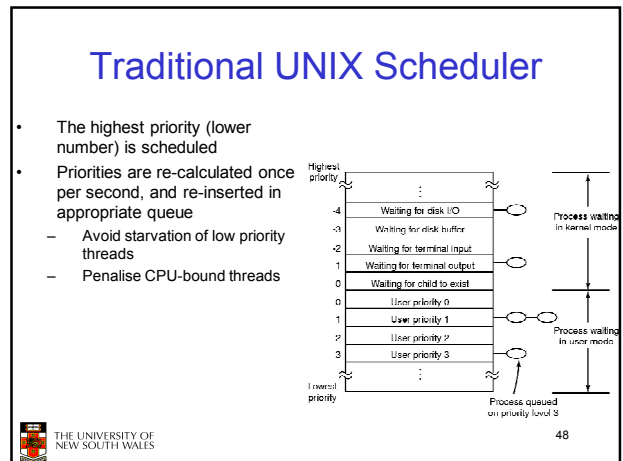 Traditional UNIX Scheduler
• The highest priority (lower
number) is scheduled
• Priorities are re-calculated once
per second, and re-inserted in
appropriate queue
– Avoid starvation of low priority
threads
– Penalise CPU-bound threads
Highest
priority
-4 Waiting for disk I/O
-3 Waiting for disk buffer
-2 Waiting for terminal input
1 Waiting for terminal output
0 Waiting for child to exist
0 User priority 0
1 User priority 1
2 User priority 2
3 User priority 3
Lowest
priority
Process waiting
in kernel mode
Process waiting
in user mode
Process queued
on priority level 3
THE UNIVERSITY OF
NEW SOUTH WALES
48